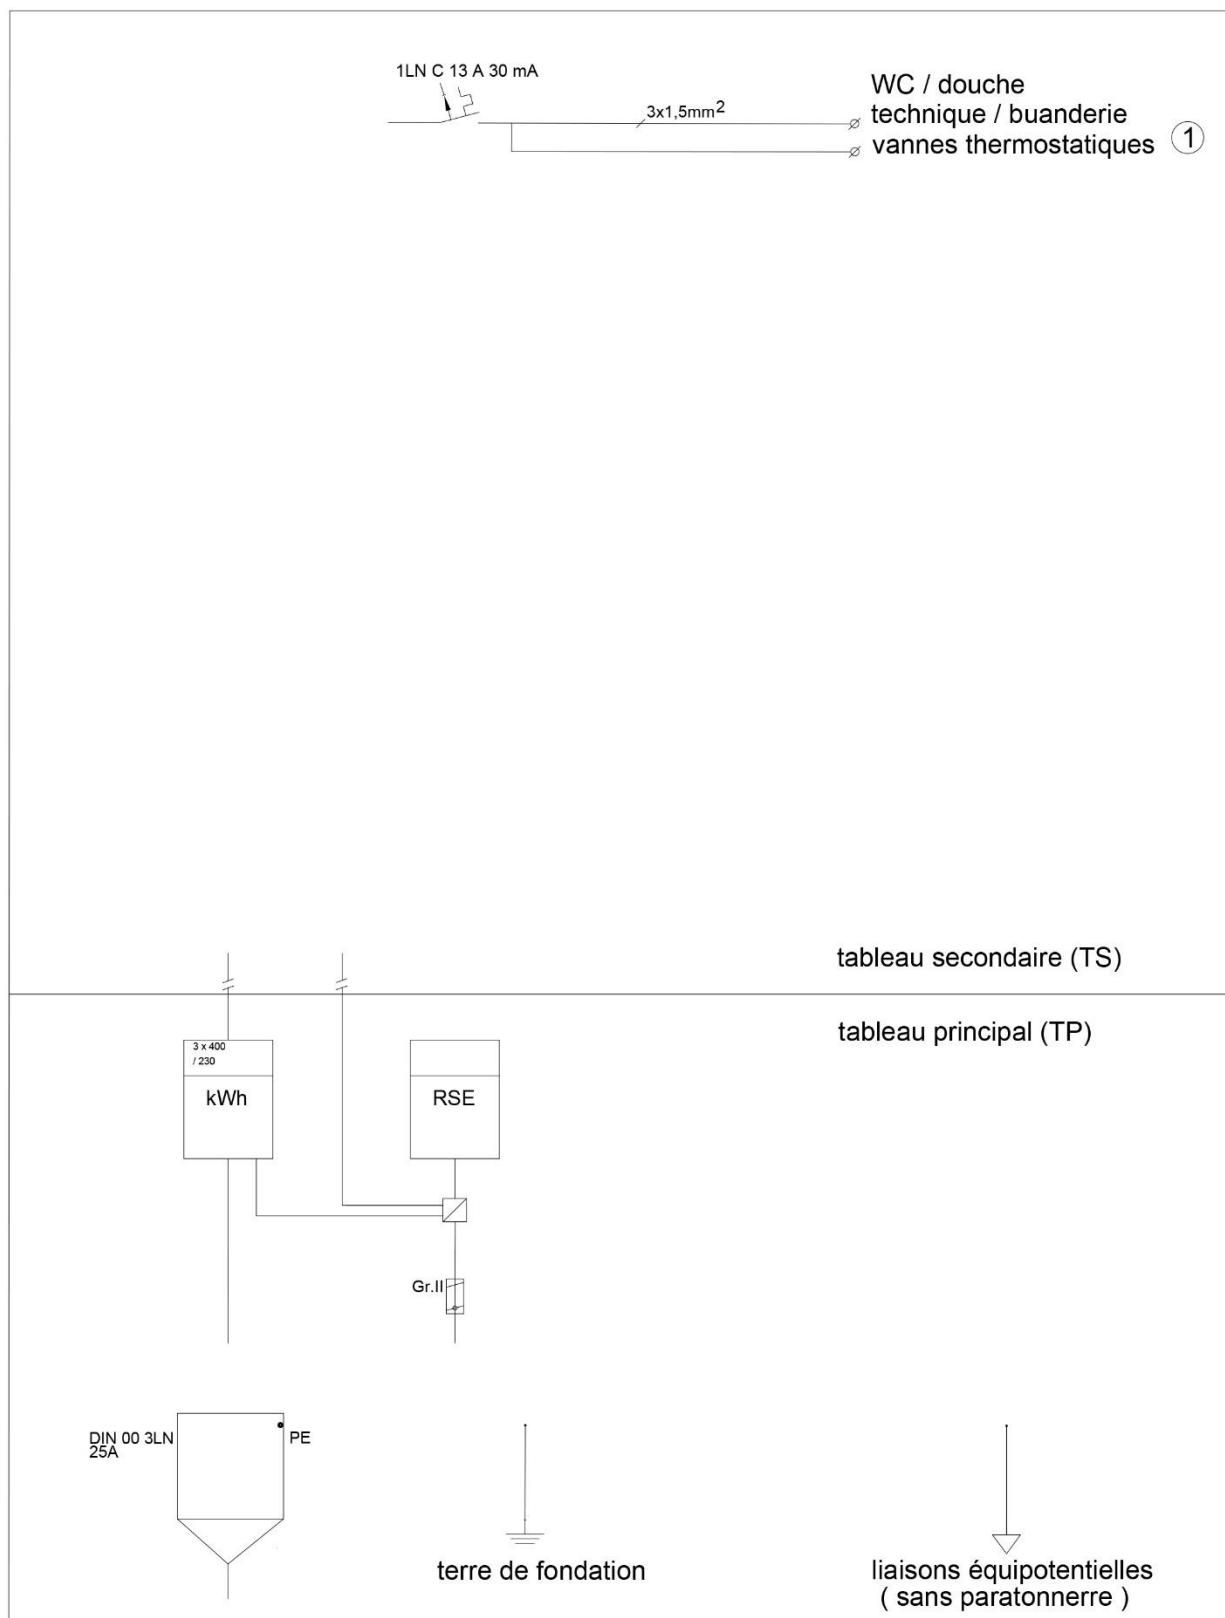 1LN C 13 A 30 mA
3x1,5mm²
WC / douche
technique / buanderie
vannes thermostatiques
1
tableau secondaire (TS)
tableau principal (TP)
3 x 400
/ 230
kWh
RSE
Gr.II
DIN 00 3LN
25A
PE
terre de fondation
liaisons équipotentielles
( sans paratonnerre )